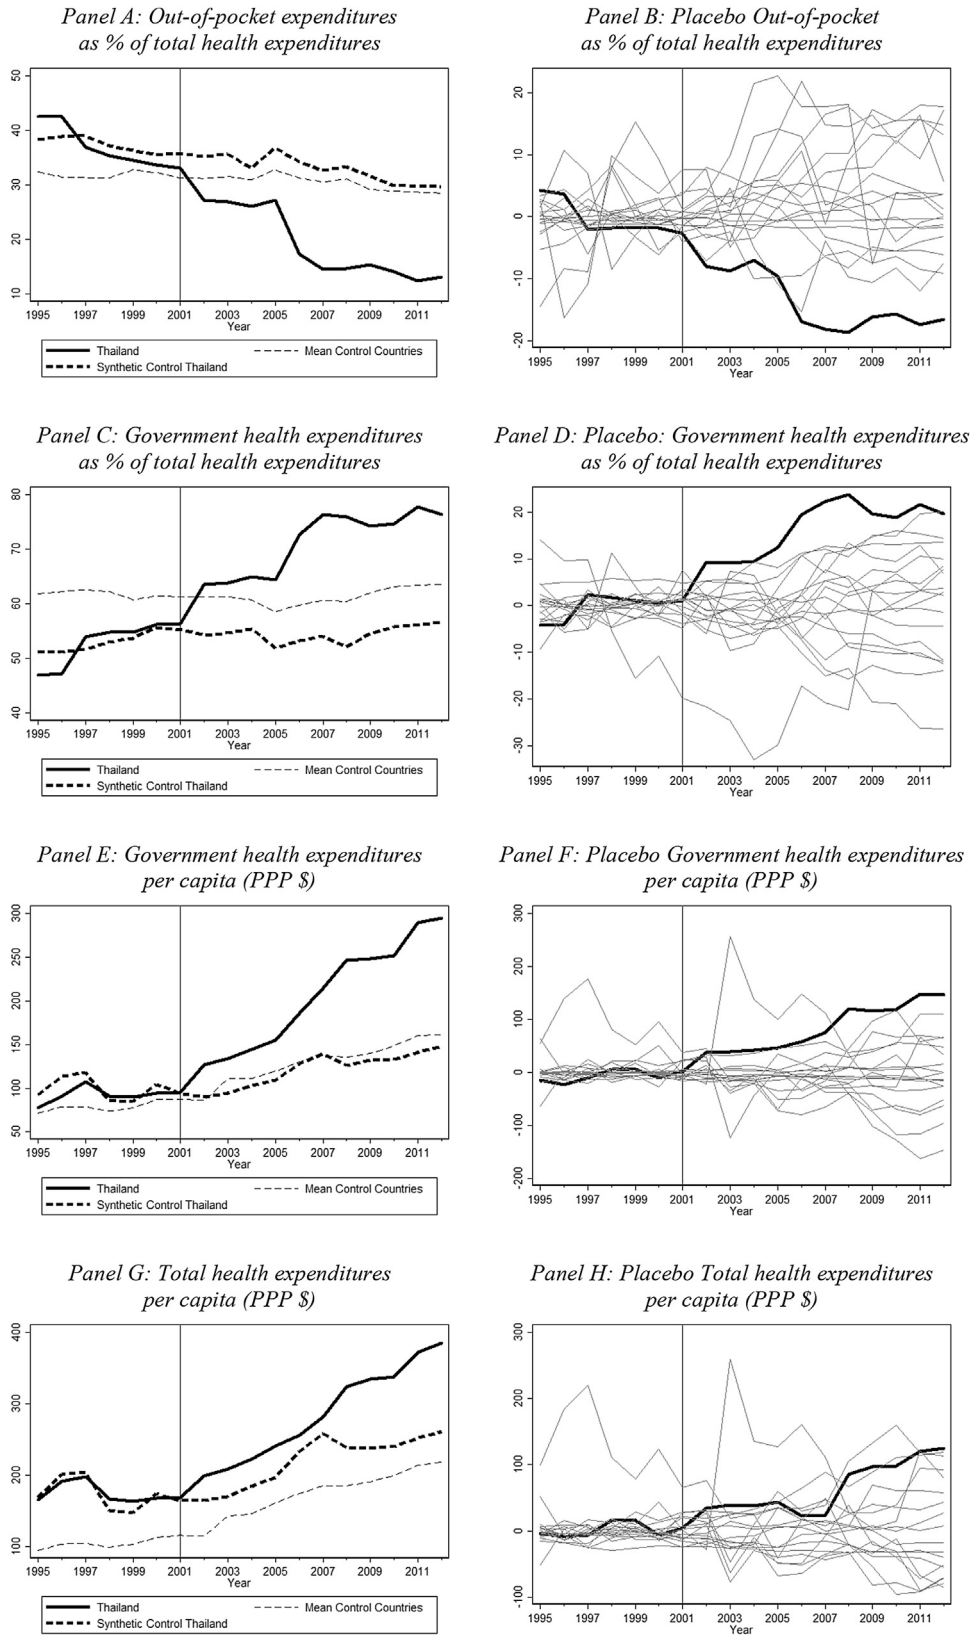 Panel A: Out-of-pocket expenditures
as % of total health expenditures
50
40
30
20
10
1995 1997 1999 2001 2003 2005 2007 2009 2011
Year
Thailand Mean Control Countries
Synthetic Control Thailand
Panel B: Placebo Out-of-pocket
as % of total health expenditures
20
10
0
-10
-20
1995 1997 1999 2001 2003 2005 2007 2009 2011
Year
Panel C: Government health expenditures
as % of total health expenditures
80
70
60
50
40
1995 1997 1999 2001 2003 2005 2007 2009 2011
Year
Thailand Mean Control Countries
Synthetic Control Thailand
Panel D: Placebo: Government health expenditures
as % of total health expenditures
20
10
0
-10
-20
-30
1995 1997 1999 2001 2003 2005 2007 2009 2011
Year
Panel E: Government health expenditures
per capita (PPP $)
300
250
200
150
100
50
1995 1997 1999 2001 2003 2005 2007 2009 2011
Year
Thailand Mean Control Countries
Synthetic Control Thailand
Panel F: Placebo Government health expenditures
per capita (PPP $)
300
200
100
0
-100
-200
1995 1997 1999 2001 2003 2005 2007 2009 2011
Year
Panel G: Total health expenditures
per capita (PPP $)
400
300
200
100
1995 1997 1999 2001 2003 2005 2007 2009 2011
Year
Thailand Mean Control Countries
Synthetic Control Thailand
Panel H: Placebo Total health expenditures
per capita (PPP $)
300
200
100
0
-100
1995 1997 1999 2001 2003 2005 2007 2009 2011
Year